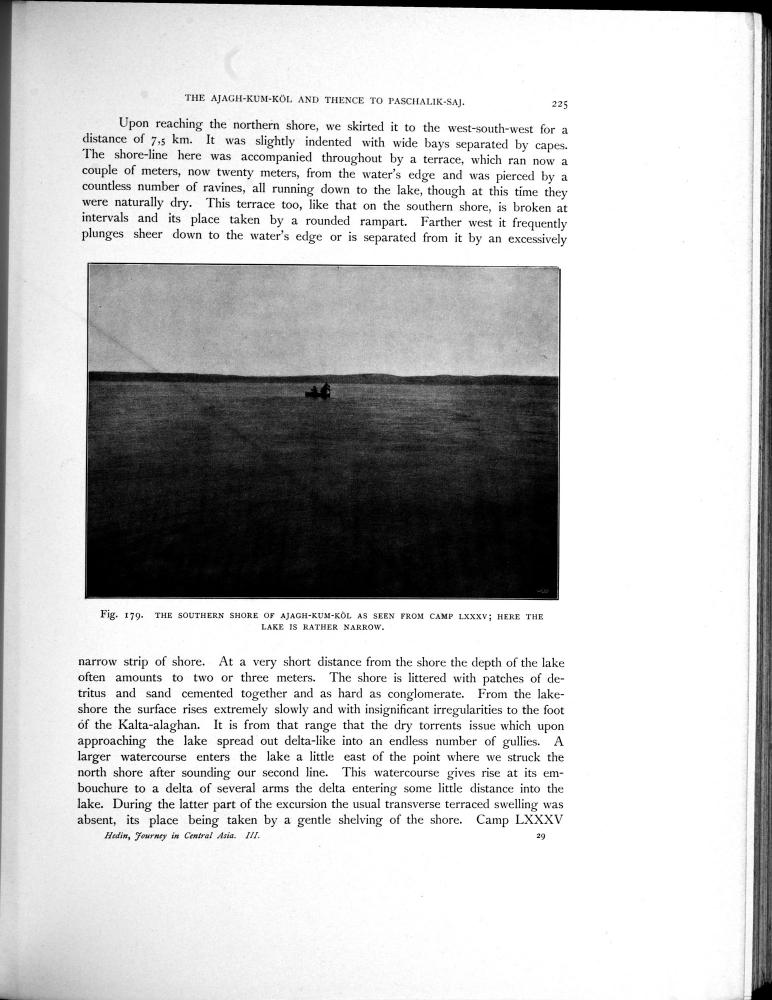 THE AJAGH-KUM-KÖL AND THENCE TO PASCHALIK-SAJ.
225
Upon reaching the northern shore, we skirted it to the west-south-west for a
distance of 7,5 km. It was slightly indented with wide bays separated by capes.
The shore-line here was accompanied throughout by a terrace, which ran now a
couple of meters, now twenty meters, from the water's edge and was pierced by a
countless number of ravines, all running down to the lake, though at this time they
were naturally dry. This terrace too, like that on the southern shore, is broken at
intervals and its place taken by a rounded rampart. Farther west it frequently
plunges sheer down to the water's edge or is separated from it by an excessively
Fig. 179. THE SOUTHERN SHORE OF AJAGH-KUM-KÖL AS SEEN FROM CAMP LXXXV; HERE THE
LAKE IS RATHER NARROW.
narrow strip of shore. At a very short distance from the shore the depth of the lake
often amounts to two or three meters. The shore is littered with patches of de-
tritus and sand cemented together and as hard as conglomerate. From the lake-
shore the surface rises extremely slowly and with insignificant irregularities to the foot
of the Kalta-alaghan. It is from that range that the dry torrents issue which upon
approaching the lake spread out delta-like into an endless number of gullies. A
larger watercourse enters the lake a little east of the point where we struck the
north shore after sounding our second line. This watercourse gives rise at its em-
bouchure to a delta of several arms the delta entering some little distance into the
lake. During the latter part of the excursion the usual transverse terraced swelling was
absent, its place being taken by a gentle shelving of the shore. Camp LXXXV
Hedin, Journey in Central Asia. III.
29